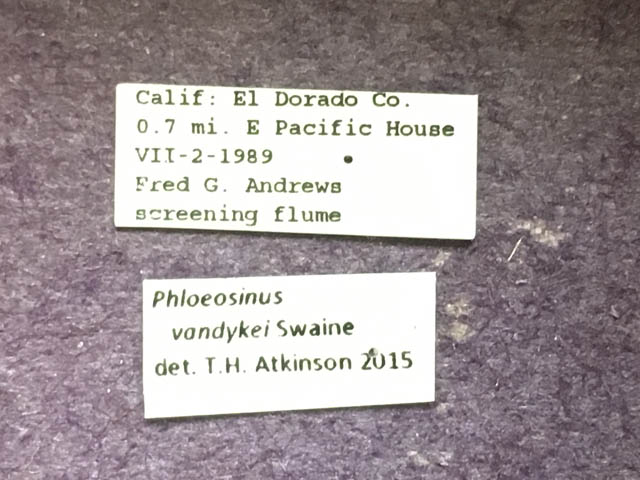 Calif: El Dorado Co.
0.7 mi. E Pacific House
VII-2-1989
Fred G. Andrews
screening flume
Phloeosinus
vandykei Swaine
det. T.H. Atkinson 2015